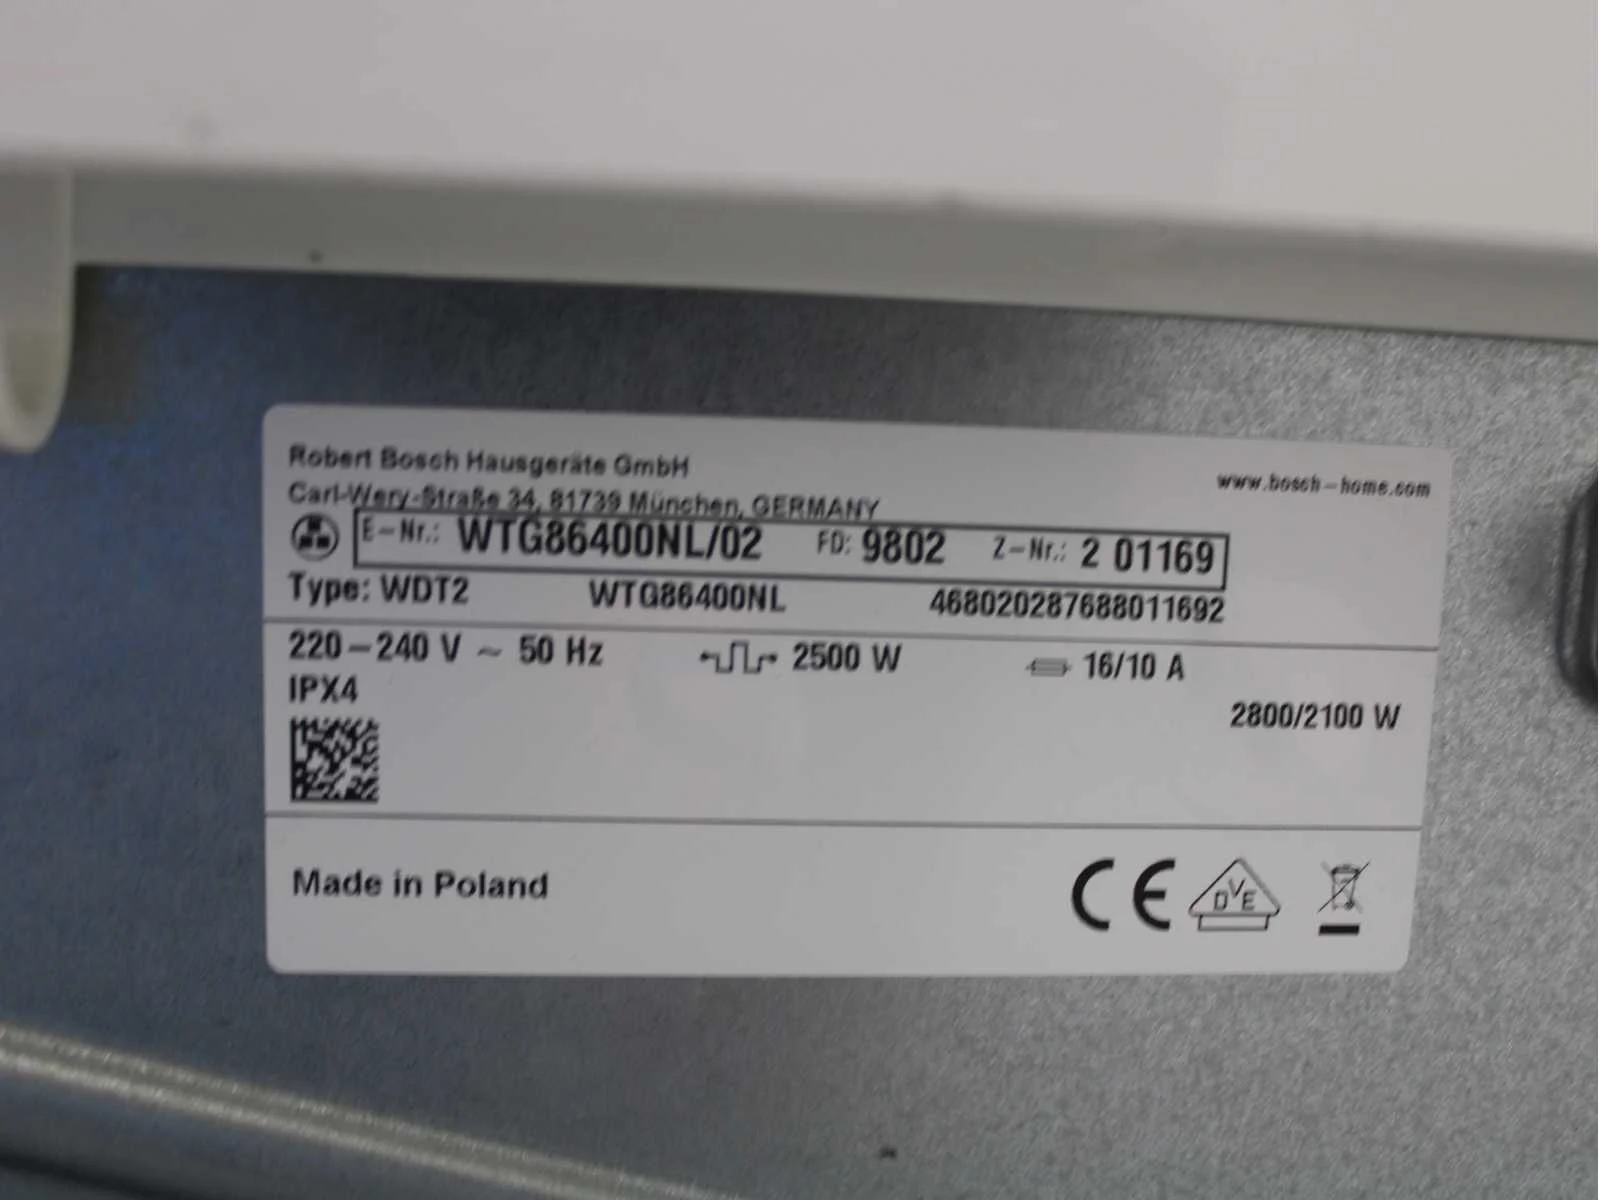 Robert Bosch Hausgeräte GmbH
www.bosch-home.com
Carl-Wery-Straße 34, 81739 München, GERMANY
E-Nr.: WTG86400NL/02 FD: 9802 Z-Nr.: 2 01169
Type: WDT2 WTG86400NL 468020287688011692
220-240 V ~ 50 Hz 2500 W 16/10 A
IPX4
2800/2100 W
Made in Poland
CE DVE